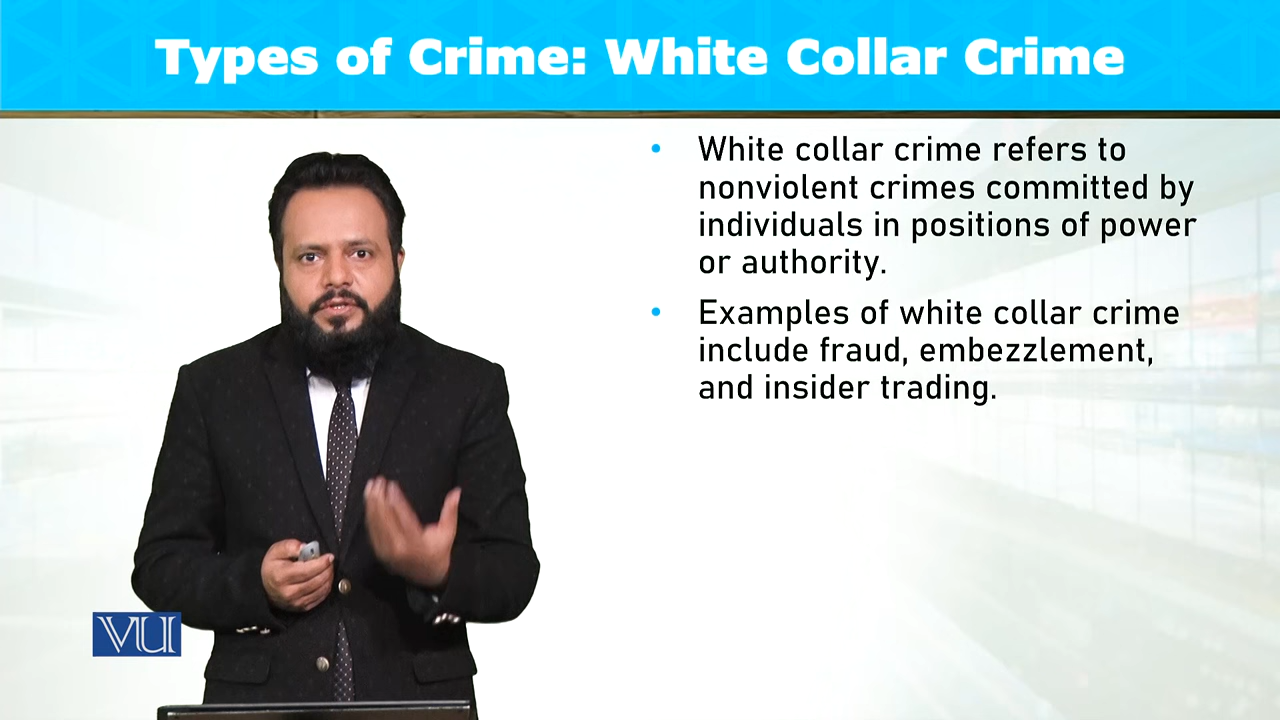 Types of Crime: White Collar Crime
• White collar crime refers to
nonviolent crimes committed by
individuals in positions of power
or authority.
• Examples of white collar crime
include fraud, embezzlement,
and insider trading.
VU